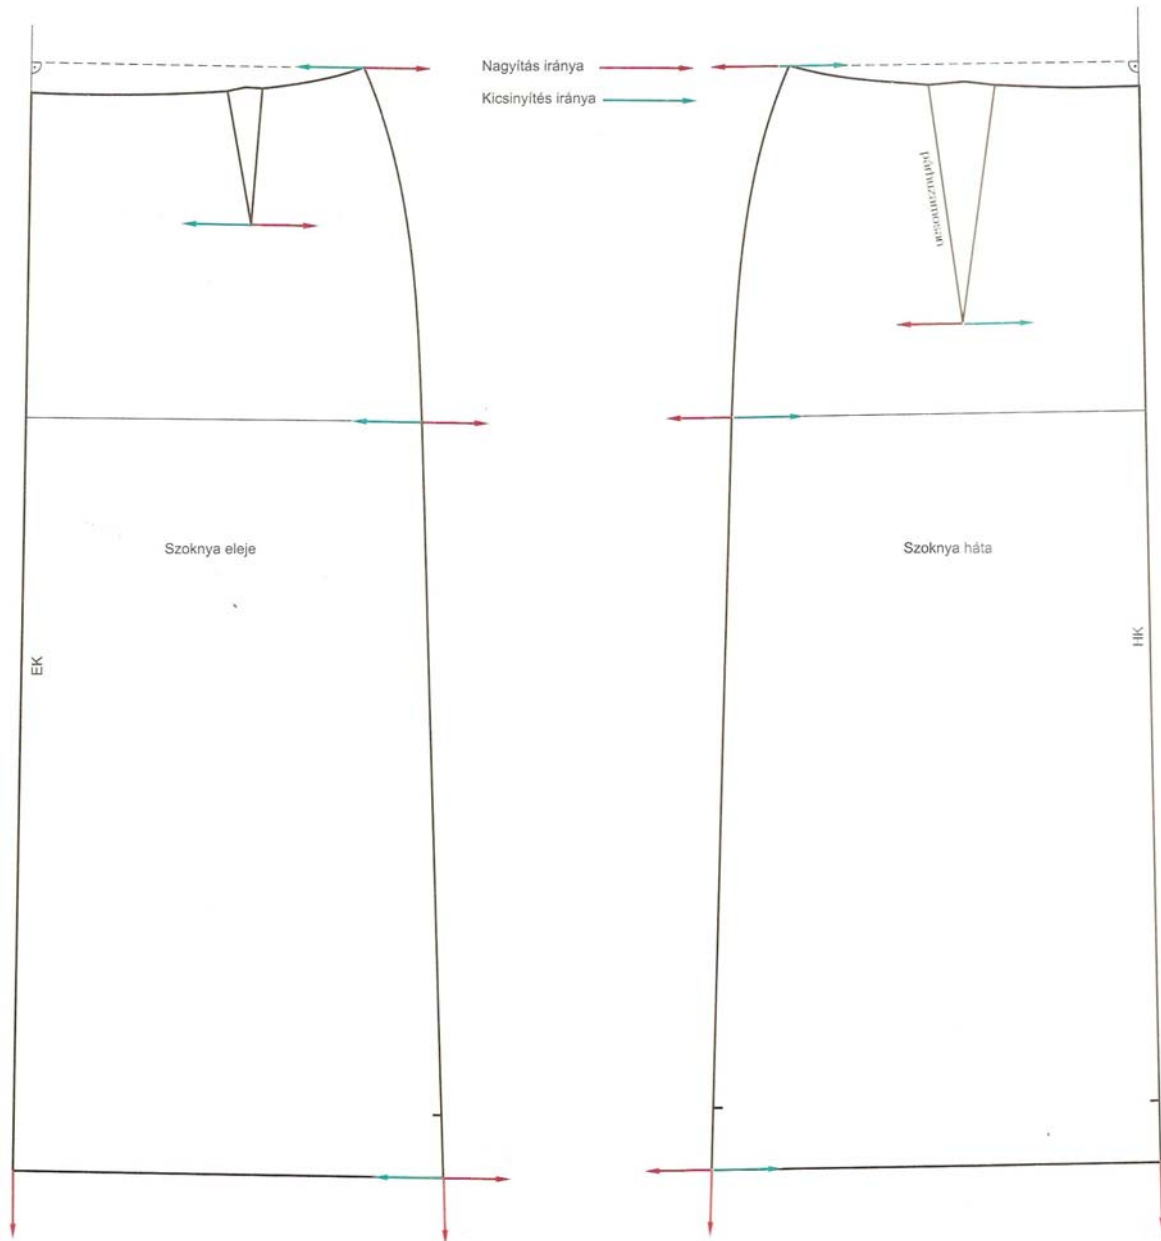 Nagyítás iránya
Kicsinyítés iránya
párhuzamosan
Szoknya eleje
Szoknya háta
EK
HK